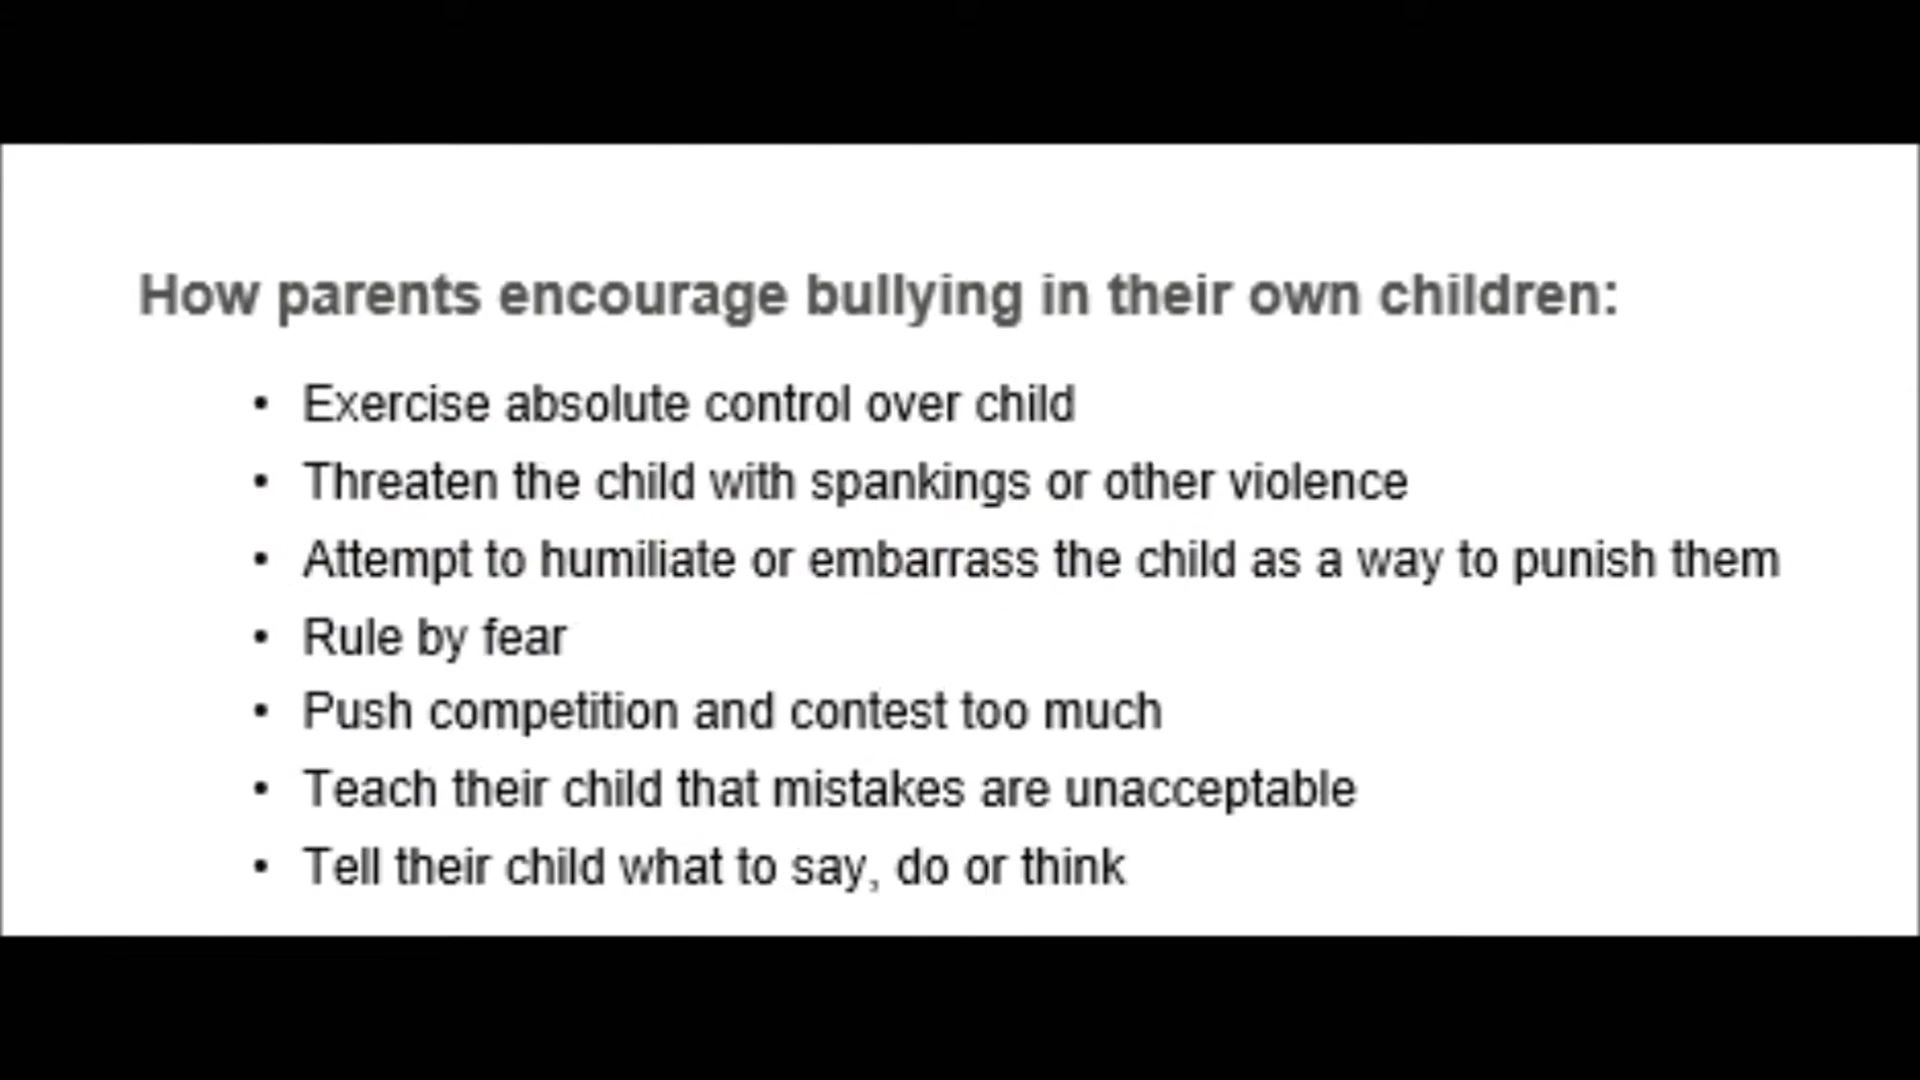 How parents encourage bullying in their own children:
• Exercise absolute control over child
• Threaten the child with spankings or other violence
• Attempt to humiliate or embarrass the child as a way to punish them
• Rule by fear
• Push competition and contest too much
• Teach their child that mistakes are unacceptable
• Tell their child what to say, do or think